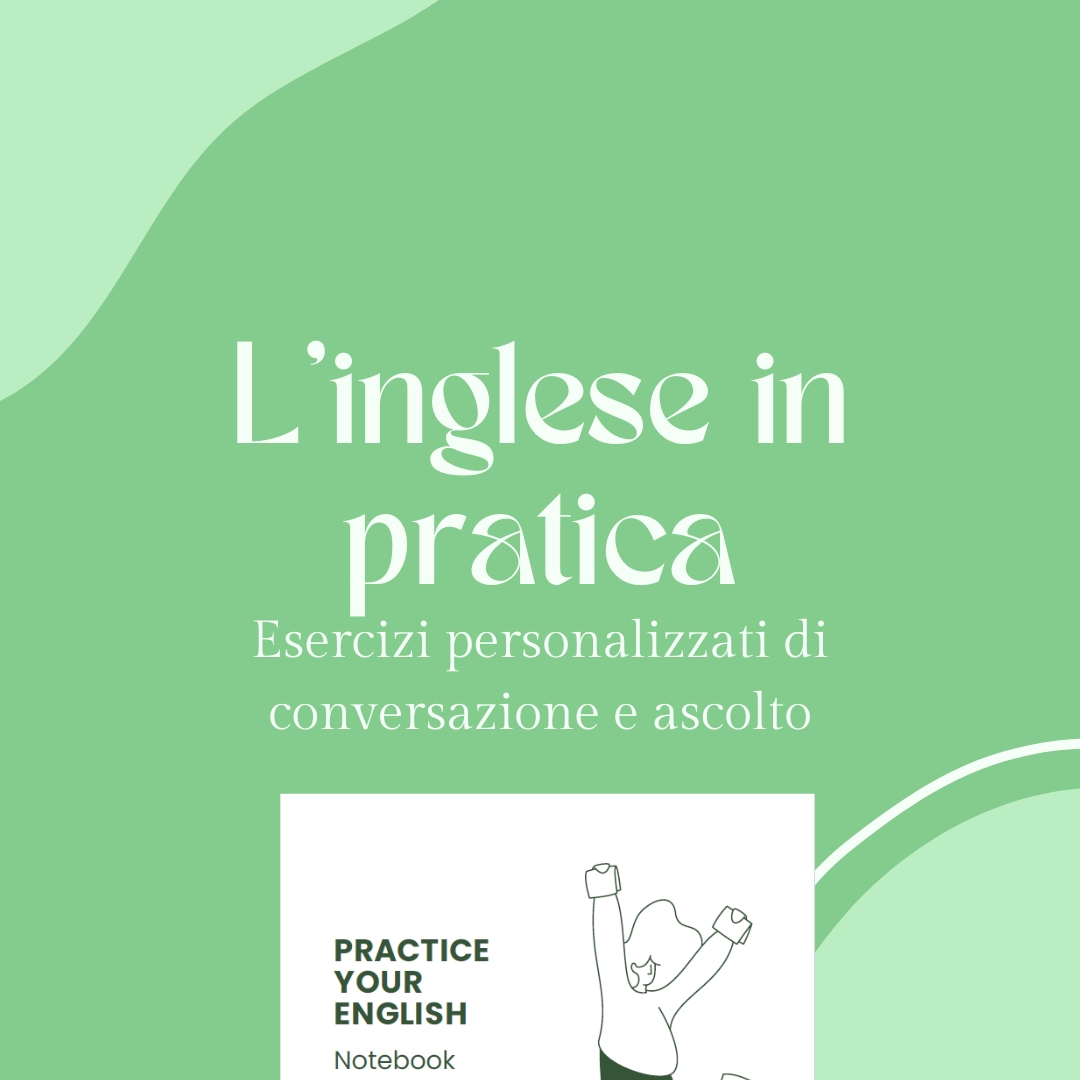 L’inglese in
pratica
Esercizi personalizzati di
conversazione e ascolto
PRACTICE
YOUR
ENGLISH
Notebook